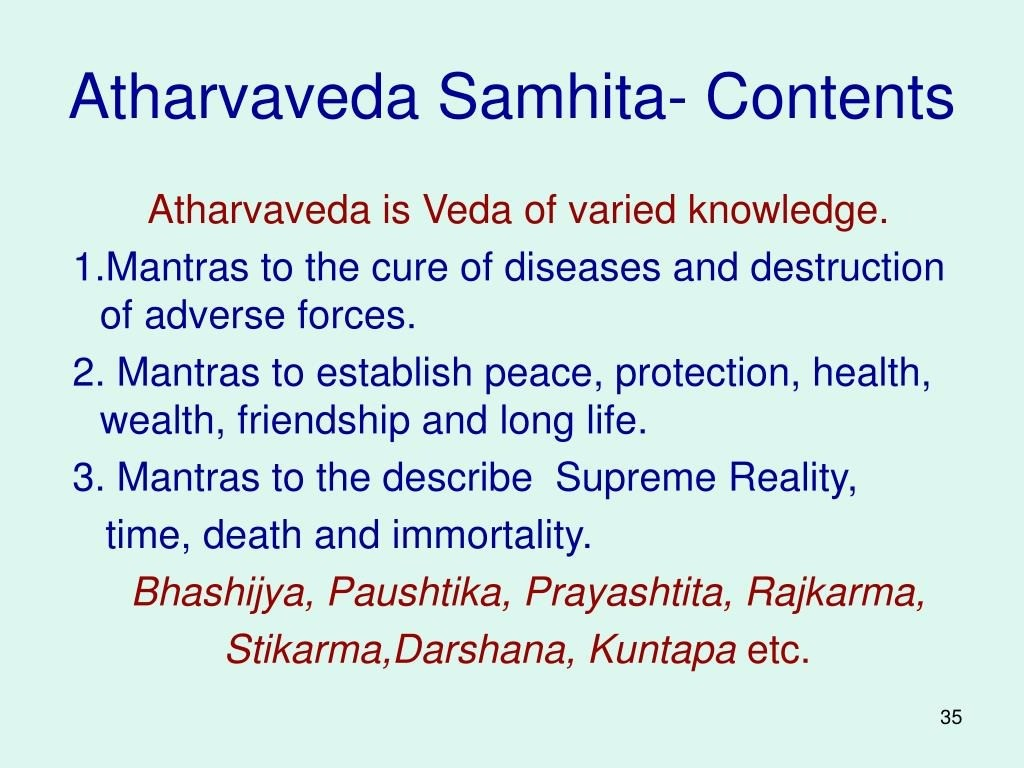 Atharvaveda Samhita- Contents
Atharvaveda is Veda of varied knowledge.
1.Mantras to the cure of diseases and destruction
of adverse forces.
2. Mantras to establish peace, protection, health,
wealth, friendship and long life.
3. Mantras to the describe  Supreme Reality,
time, death and immortality.
Bhashijya, Paushtika, Prayashtita, Rajkarma,
Stikarma,Darshana, Kuntapa etc.
35